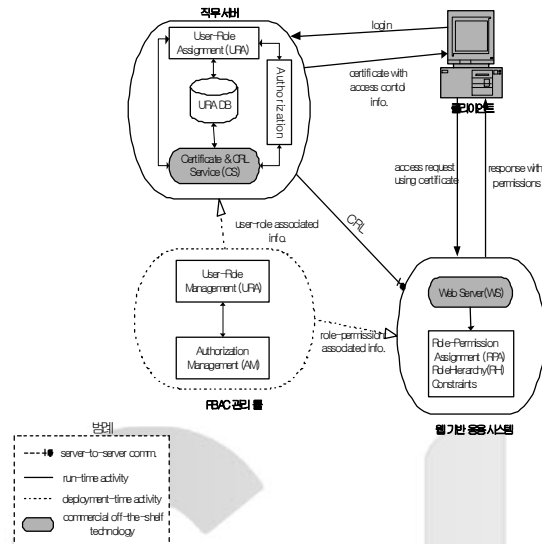 직무 서버
User-Role
Assignment (URA)
URA DB
Authorization
Certificate & CRL
Service (CS)
login
certificate with
access contol
info.
클라이언트
access request
using certificate
response with
permissions
CRL
user-role associated
info.
User-Role
Management (URA)
Authorization
Management (AM)
role-permission
associated info.
RBAC 관리 툴
Web Server(WS)
Role-Permission
Assignment (RPA)
RoleHierarchy(RH)
Constraints
웹 기반 응용 시스템
범례
server-to-server comm.
run-time activity
deployment-time activity
commercial off-the-shelf
technology